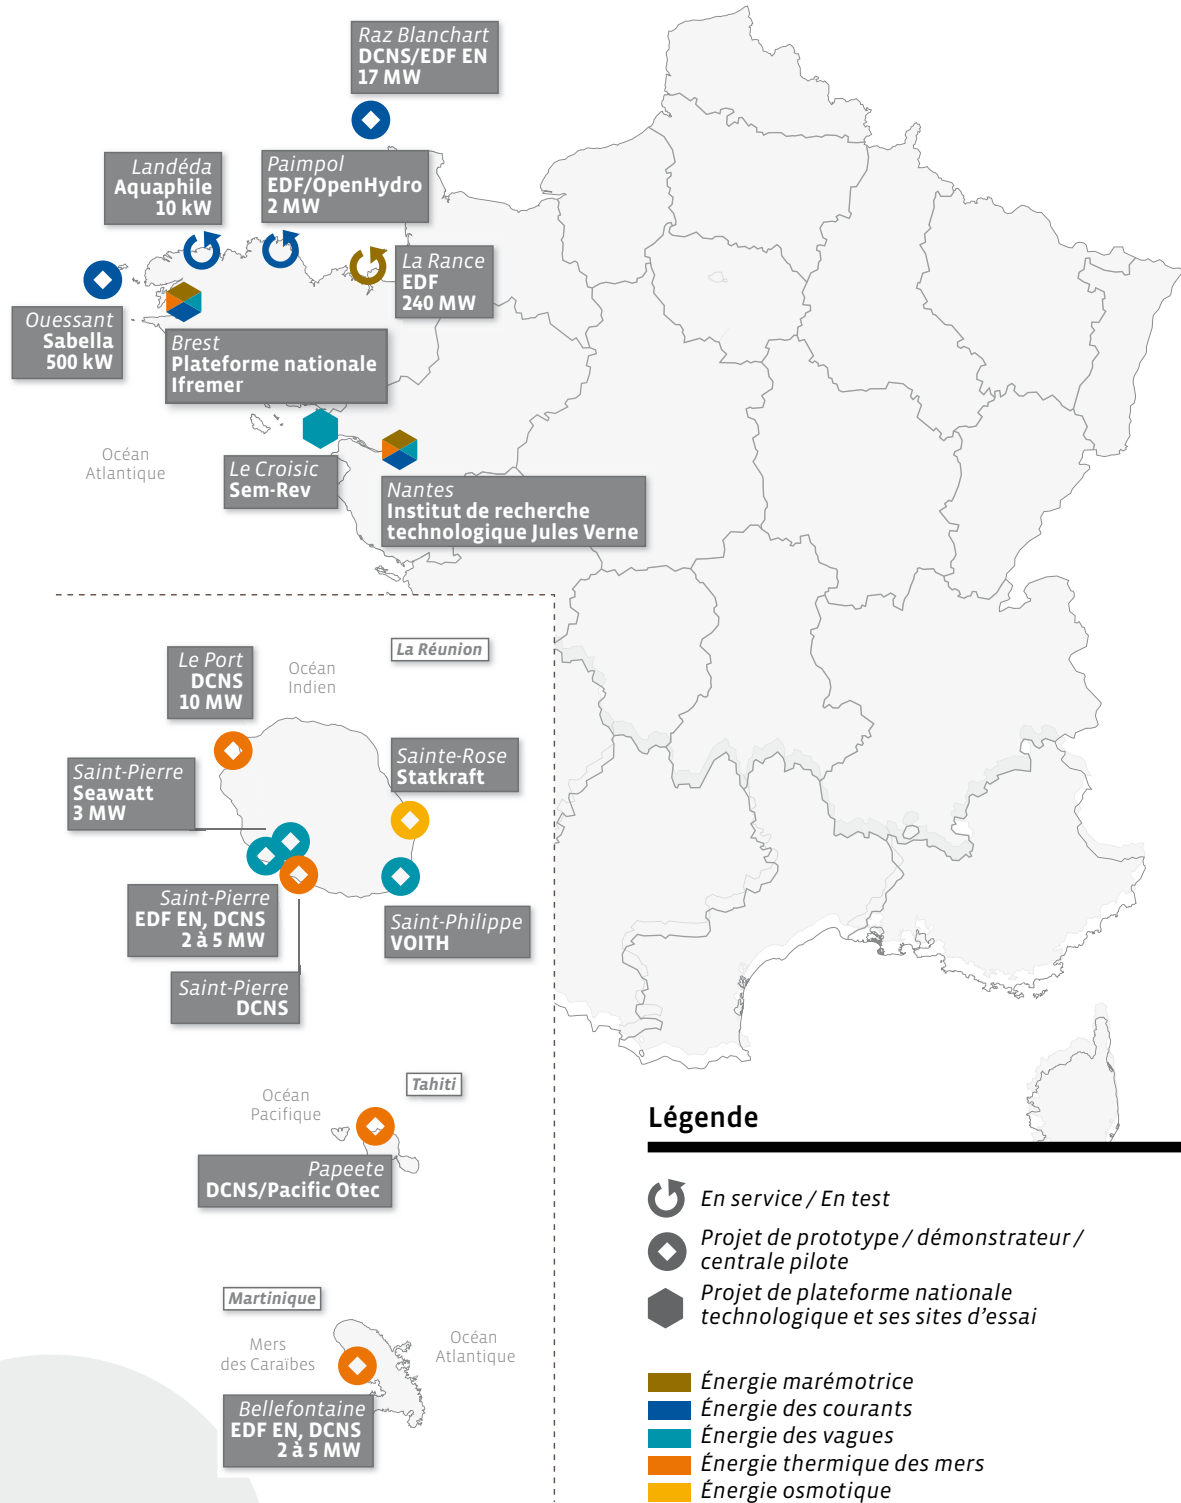 Raz Blanchart
DCNS/EDF EN
17 MW
Landéda
Aquaphile
10 kW
Paimpol
EDF/OpenHydro
2 MW
La Rance
EDF
240 MW
Ouessant
Sabella
500 kW
Brest
Plateforme nationale
Ifremer
Océan
Atlantique
Le Croisic
Sem-Rev
Nantes
Institut de recherche
technologique Jules Verne
La Réunion
Le Port
DCNS
10 MW
Océan
Indien
Saint-Pierre
Seawatt
3 MW
Sainte-Rose
Statkraft
Saint-Pierre
EDF EN, DCNS
2 à 5 MW
Saint-Philippe
VOITH
Saint-Pierre
DCNS
Tahiti
Océan
Pacifique
Papeete
DCNS/Pacific Otec
Martinique
Mers
des Caraïbes
Océan
Atlantique
Bellefontaine
EDF EN, DCNS
2 à 5 MW
Légende
En service / En test
Projet de prototype / démonstrateur /
centrale pilote
Projet de plateforme nationale
technologique et ses sites d'essai
Énergie marémotrice
Énergie des courants
Énergie des vagues
Énergie thermique des mers
Énergie osmotique